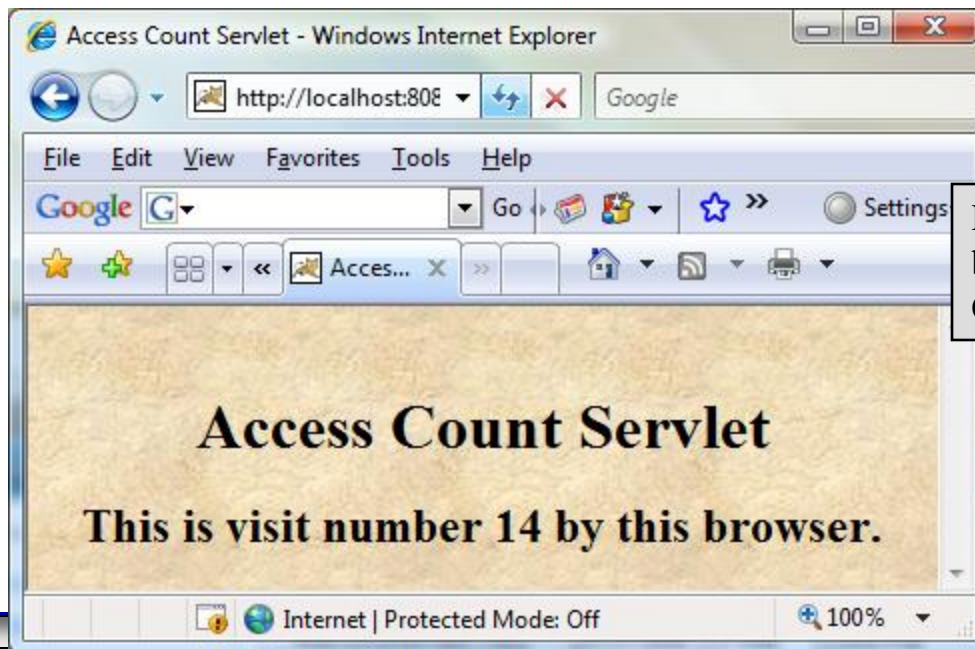 Access Count Servlet - Windows Internet Explorer
http://localhost:808
Google
File Edit View Favorites Tools Help
Google G Go » Settings
« Acces... X »
Access Count Servlet
This is visit number 14 by this browser.
Internet | Protected Mode: Off
100%